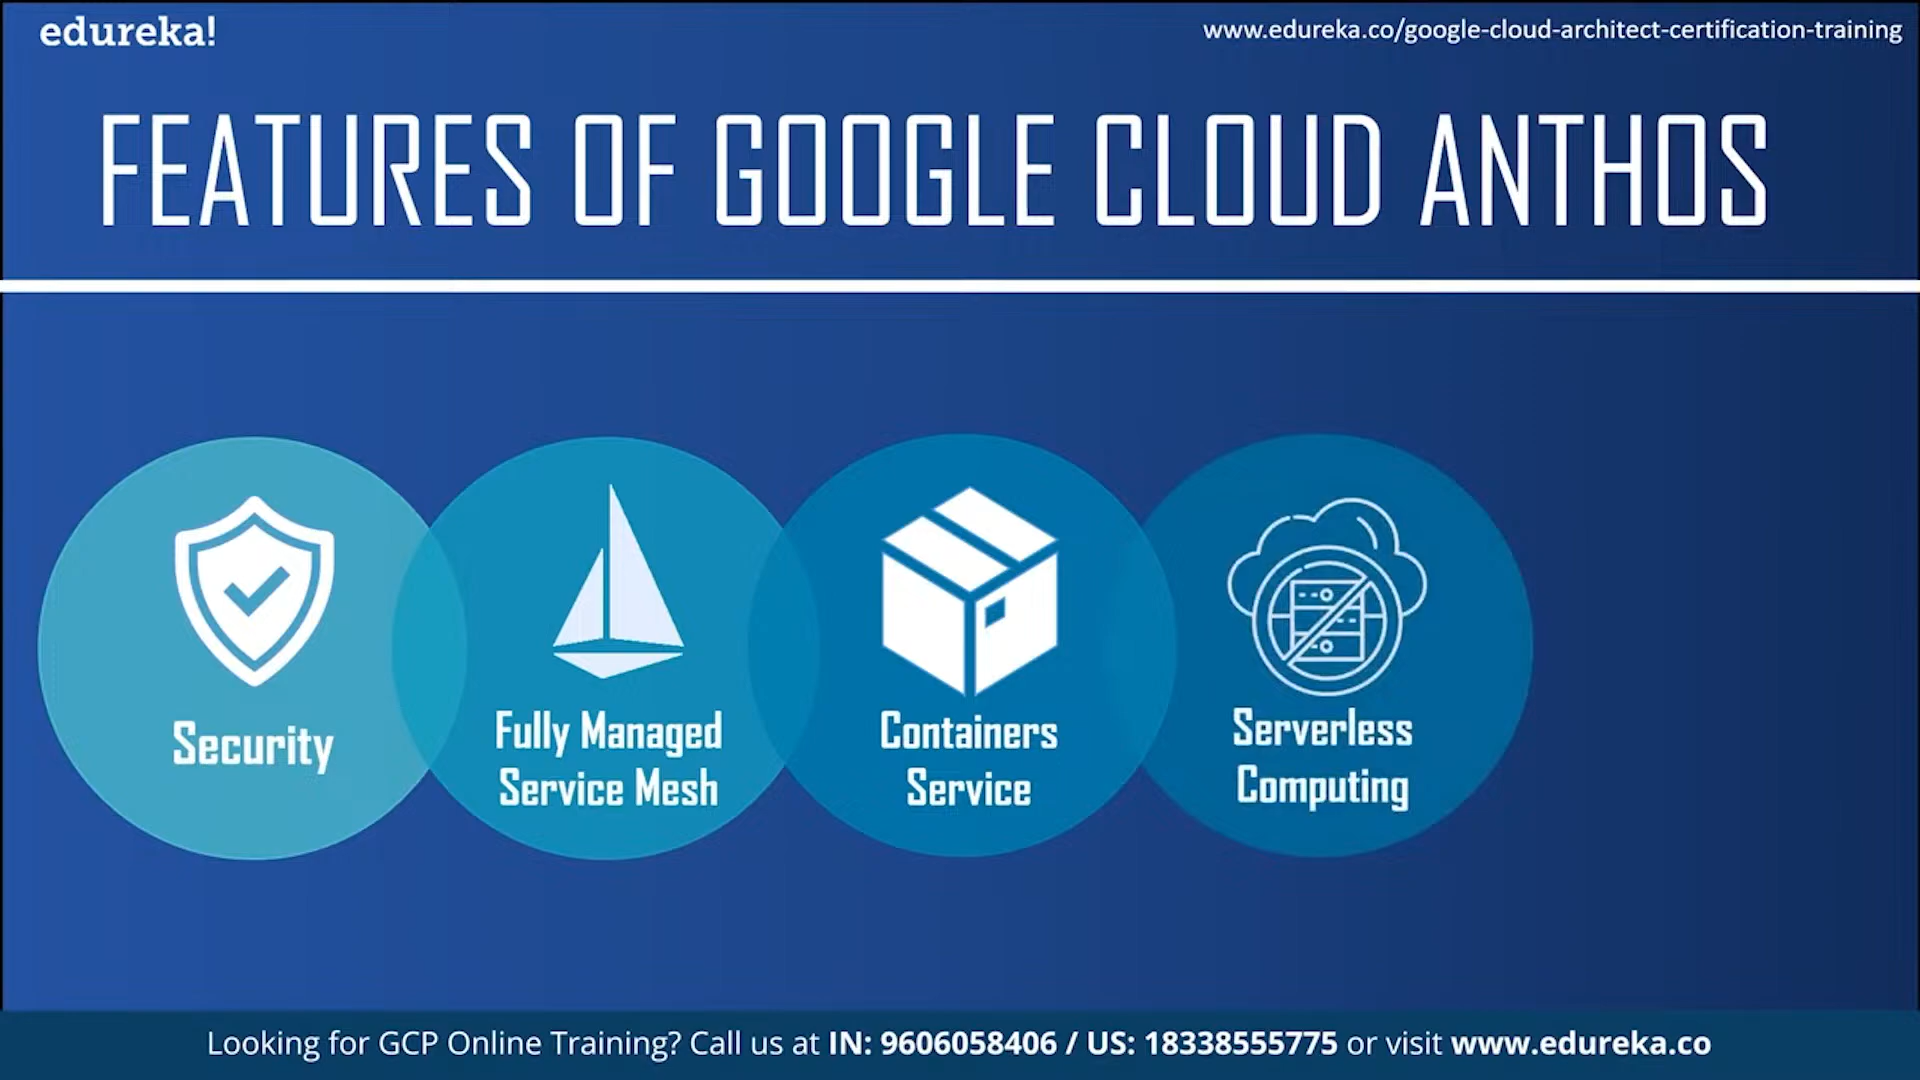 edureka!
www.edureka.co/google-cloud-architect-certification-training
FEATURES OF GOOGLE CLOUD ANTHOS
Security
Fully Managed
Service Mesh
Containers
Service
Serverless
Computing
Looking for GCP Online Training? Call us at IN: 9606058406 / US: 18338555775 or visit www.edureka.co